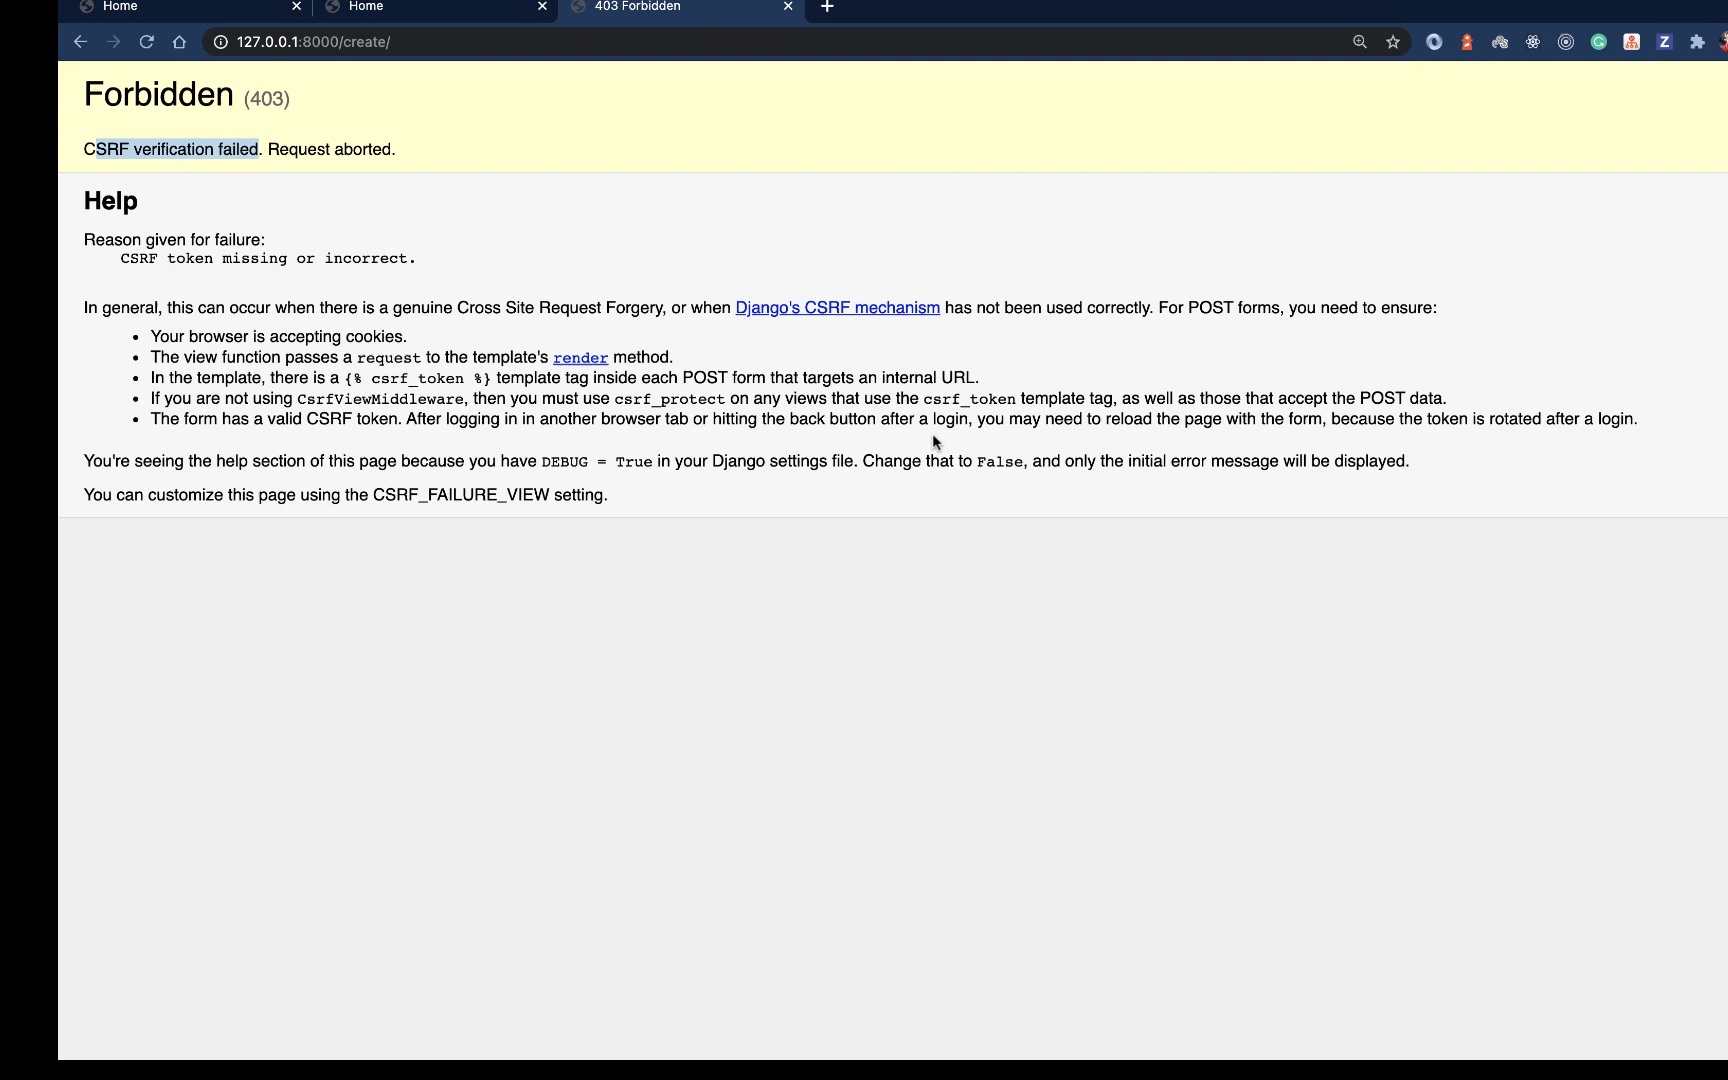 Home
Home
403 Forbidden
127.0.0.1:8000/create/
Forbidden (403)
CSRF verification failed. Request aborted.
Help
Reason given for failure:
CSRF token missing or incorrect.
In general, this can occur when there is a genuine Cross Site Request Forgery, or when Django's CSRF mechanism has not been used correctly. For POST forms, you need to ensure:
• Your browser is accepting cookies.
• The view function passes a request to the template's render method.
• In the template, there is a {% csrf_token %} template tag inside each POST form that targets an internal URL.
• If you are not using CsrfViewMiddleware, then you must use csrf_protect on any views that use the csrf_token template tag, as well as those that accept the POST data.
• The form has a valid CSRF token. After logging in in another browser tab or hitting the back button after a login, you may need to reload the page with the form, because the token is rotated after a login.
You're seeing the help section of this page because you have DEBUG = True in your Django settings file. Change that to False, and only the initial error message will be displayed.
You can customize this page using the CSRF_FAILURE_VIEW setting.